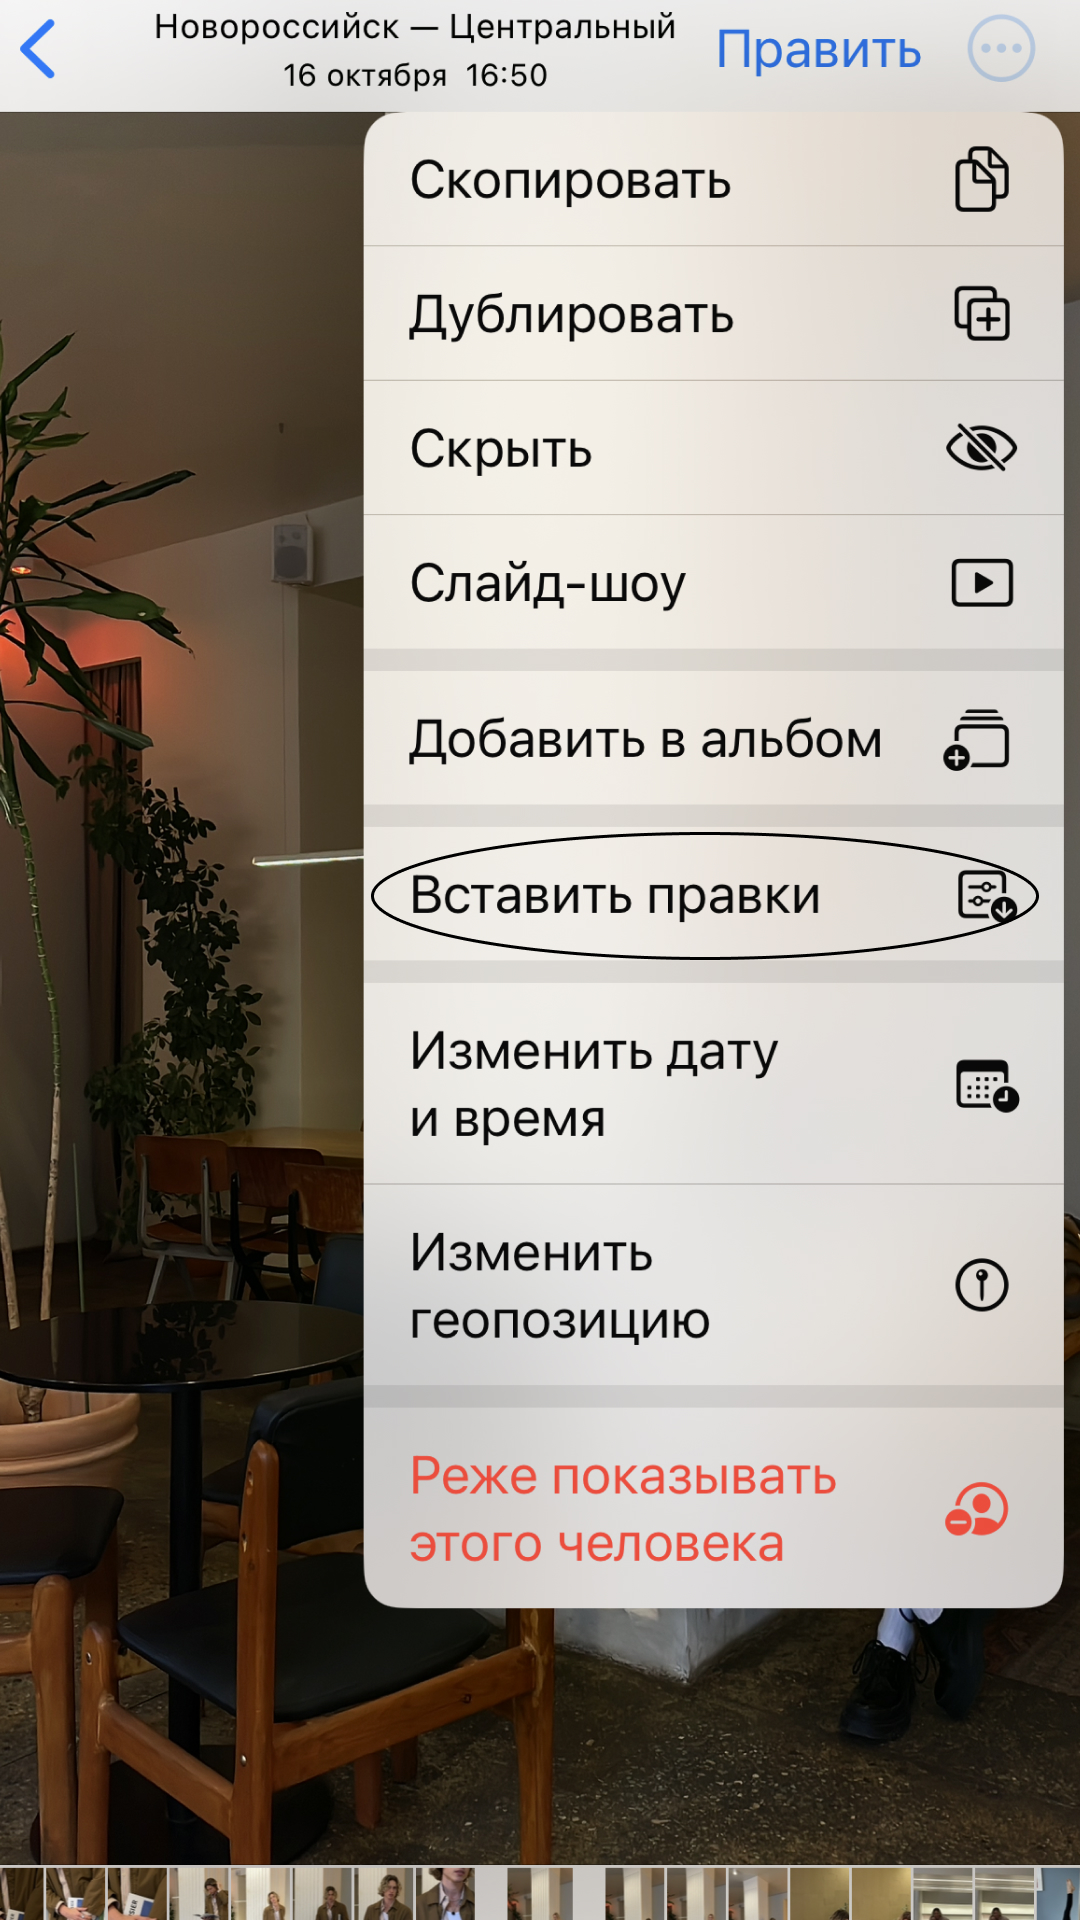 Новороссийск — Центральный
16 октября 16:50
Править
Скопировать
Дублировать
Скрыть
Слайд-шоу
Добавить в альбом
Вставить правки
Изменить дату
и время
Изменить
геопозицию
Реже показывать
этого человека